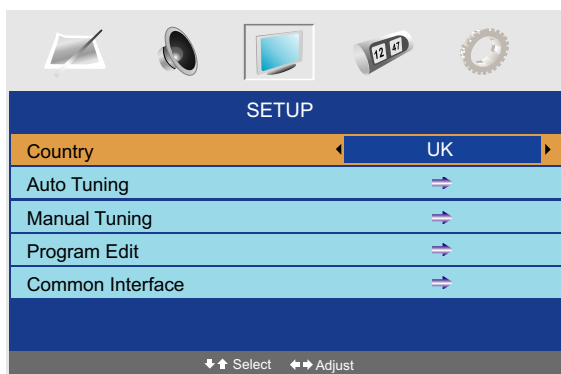 12 47
SETUP
Country UK
Auto Tuning
Manual Tuning
Program Edit
Common Interface
Select Adjust